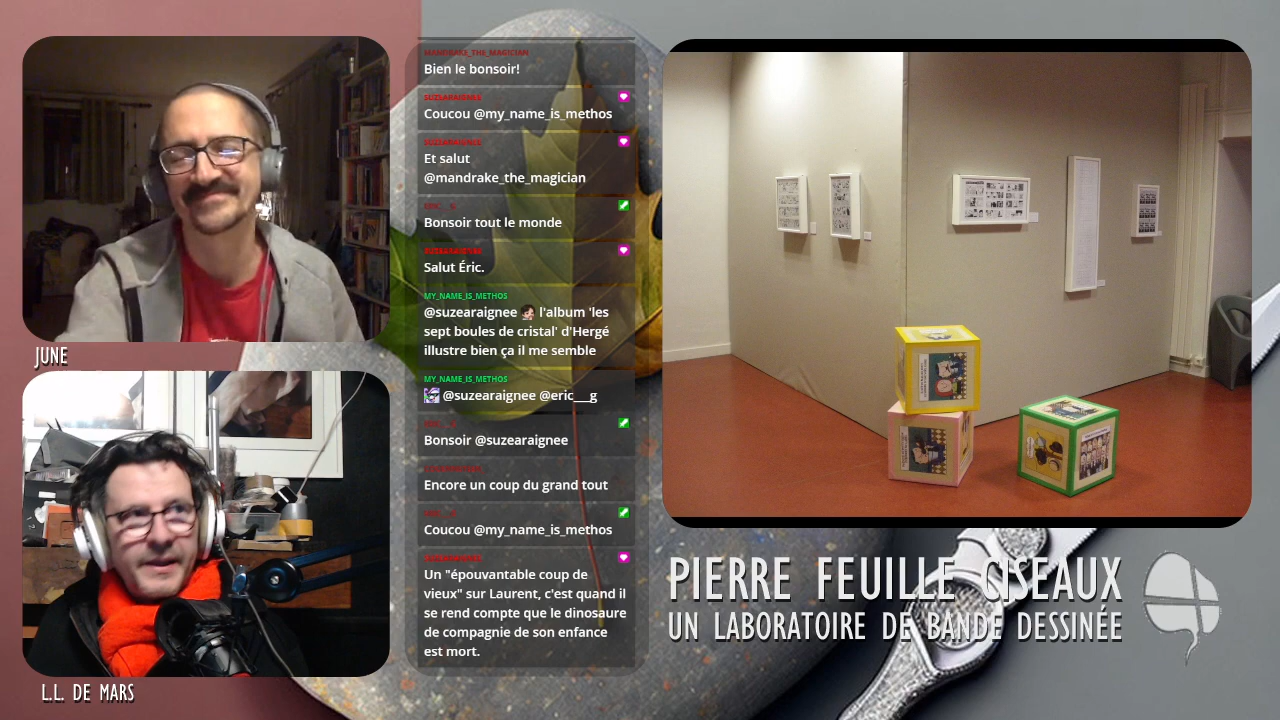 MANDRAKE_THE_MAGICIAN
Bien le bonsoir!
SUZEARAIGNEE
Coucou @my_name_is_methos
SUZEARAIGNEE
Et salut
@mandrake_the_magician
Bonsoir tout le monde
SUZEARAIGNEE
Salut Éric.
MY_NAME_IS_METHOS
@suzearaignee l'album 'les
sept boules de cristal' d'Hergé
illustre bien ça il me semble
MY_NAME_IS_METHOS
@suzearaignee @eric___g
Bonsoir @suzearaignee
Encore un coup du grand tout
Coucou @my_name_is_methos
SUZEARAIGNEE
Un "épouvantable coup de
vieux" sur Laurent, c'est quand il
se rend compte que le dinosaure
de compagnie de son enfance
est mort.
JUNE
L.L. DE MARS
PIERRE FEUILLE CISEAUX
UN LABORATOIRE DE BANDE DESSINÉE